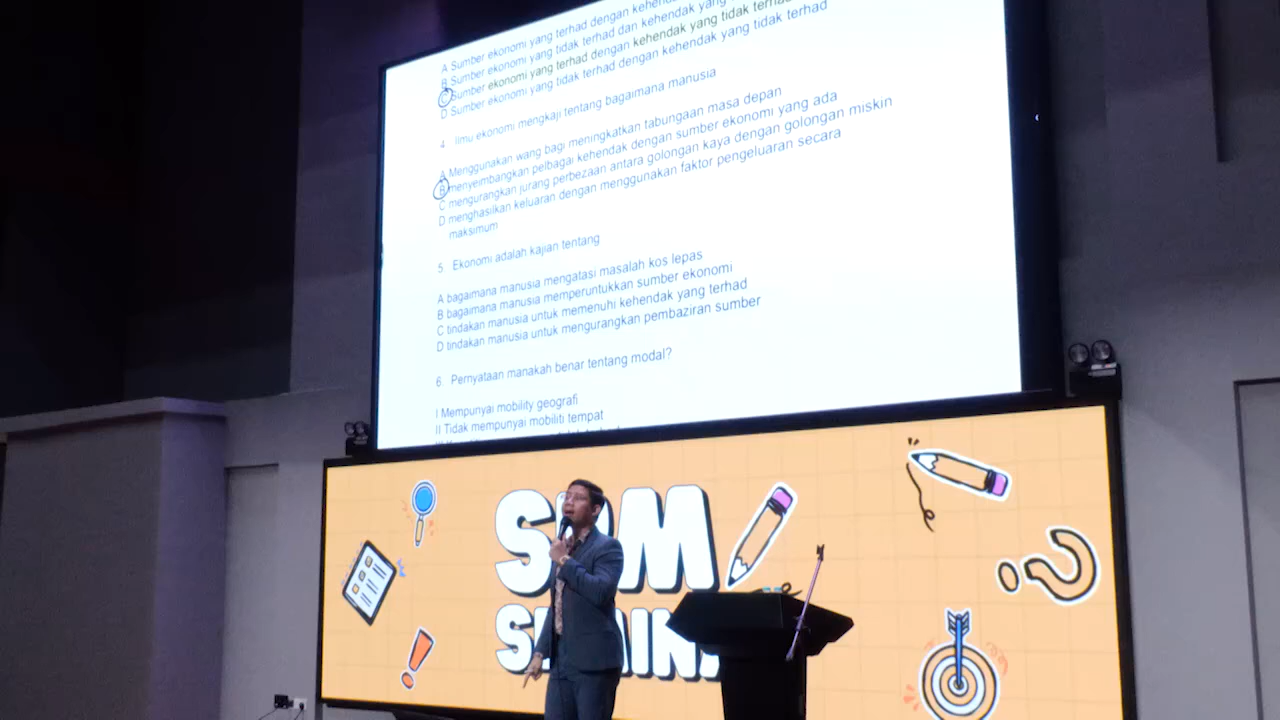 A Sumber ekonomi yang terhad dengan
B Sumber ekonomi yang tidak terhad dan kehendak yang
C Sumber ekonomi yang terhad dengan kehendak yang tidak
D Sumber ekonomi yang tidak terhad dengan kehendak yang tidak terhad
4. Ilmu ekonomi mengkaji tentang bagaimana manusia
A Menggunakan wang bagi meningkatkan tabungaan masa depan
B menyeimbangkan pelbagai kehendak dengan sumber ekonomi yang ada
C mengurangkan jurang perbezaan antara golongan kaya dengan golongan miskin
D menghasilkan keluaran dengan menggunakan faktor pengeluaran secara
maksimum
5. Ekonomi adalah kajian tentang
A bagaimana manusia mengatasi masalah kos lepas
B bagaimana manusia memperuntukkan sumber ekonomi
C tindakan manusia untuk memenuhi kehendak yang terhad
D tindakan manusia untuk mengurangkan pembaziran sumber
6. Pernyataan manakah benar tentang modal?
I Mempunyai mobility geografi
II Tidak mempunyai mobiliti tempat